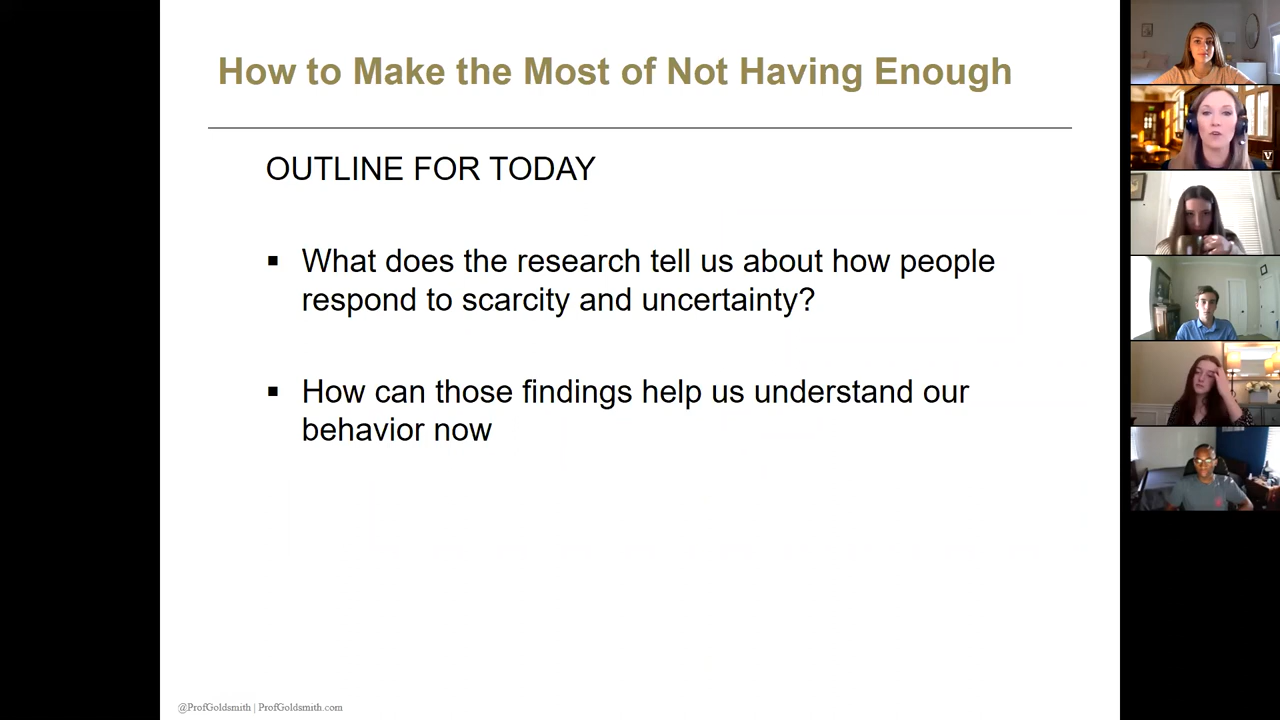 How to Make the Most of Not Having Enough
OUTLINE FOR TODAY
▪ What does the research tell us about how people
respond to scarcity and uncertainty?
▪ How can those findings help us understand our
behavior now
@ProfGoldsmith | ProfGoldsmith.com
V